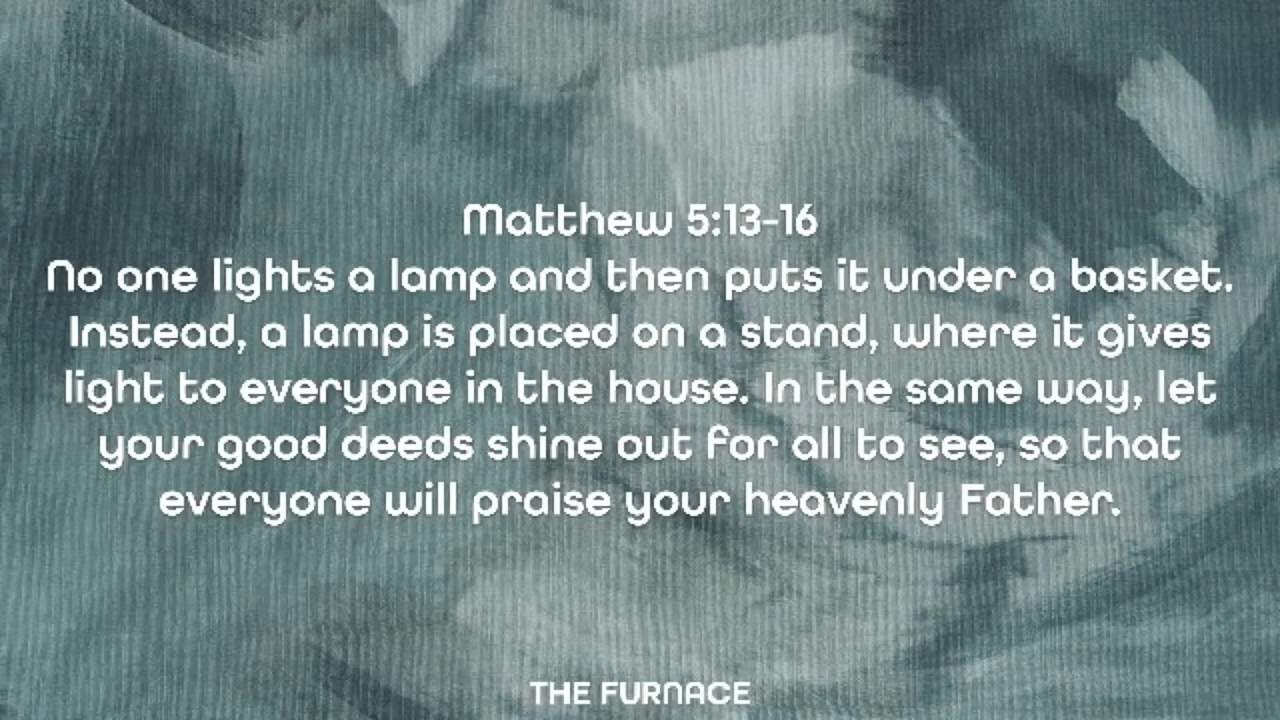 Matthew 5:13-16
No one lights a lamp and then puts it under a basket.
Instead, a lamp is placed on a stand, where it gives
light to everyone in the house. In the same way, let
your good deeds shine out for all to see, so that
everyone will praise your heavenly Father.
THE FURNACE